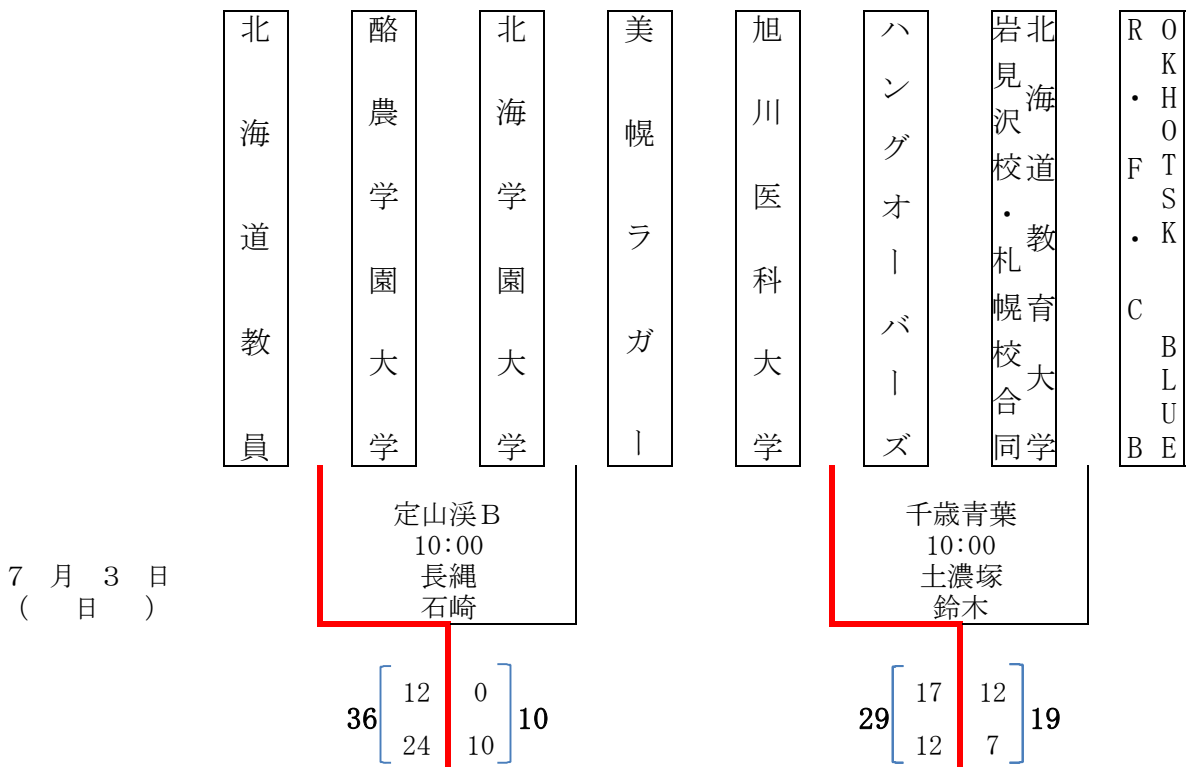 北海道教員
酪農学園大学
北海学園大学
美幌ラガー
旭川医科大学
ハングオーバーズ
北海道教育大学
岩見沢校・札幌校合同
OKHOTSK BLUE
R・F・C B
定山渓B
10:00
長縄
石崎
千歳青葉
10:00
土濃塚
鈴木
7月3日
(日)
12 0
36 10
24 10
17 12
29 19
12 7